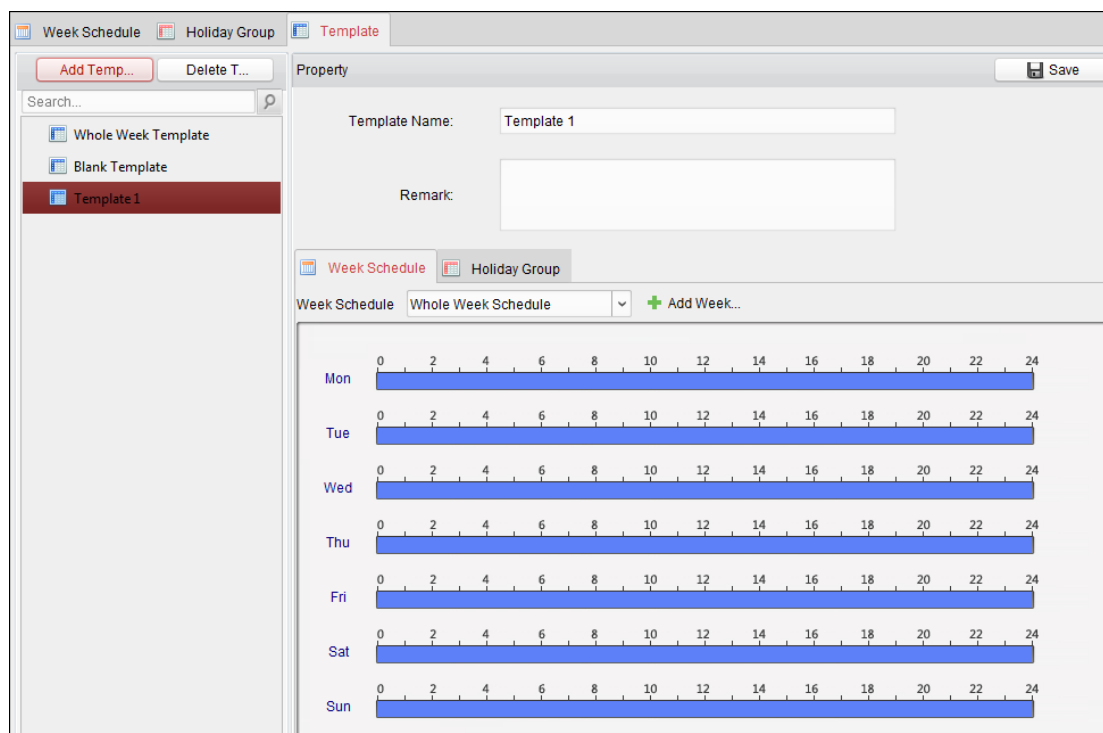 Week Schedule Holiday Group Template
Add Temp... Delete T... Property Save
Search...
Whole Week Template
Blank Template
Template 1
Template Name: Template 1
Remark:
Week Schedule Holiday Group
Week Schedule Whole Week Schedule Add Week...
0 2 4 6 8 10 12 14 16 18 20 22 24
Mon
0 2 4 6 8 10 12 14 16 18 20 22 24
Tue
0 2 4 6 8 10 12 14 16 18 20 22 24
Wed
0 2 4 6 8 10 12 14 16 18 20 22 24
Thu
0 2 4 6 8 10 12 14 16 18 20 22 24
Fri
0 2 4 6 8 10 12 14 16 18 20 22 24
Sat
0 2 4 6 8 10 12 14 16 18 20 22 24
Sun